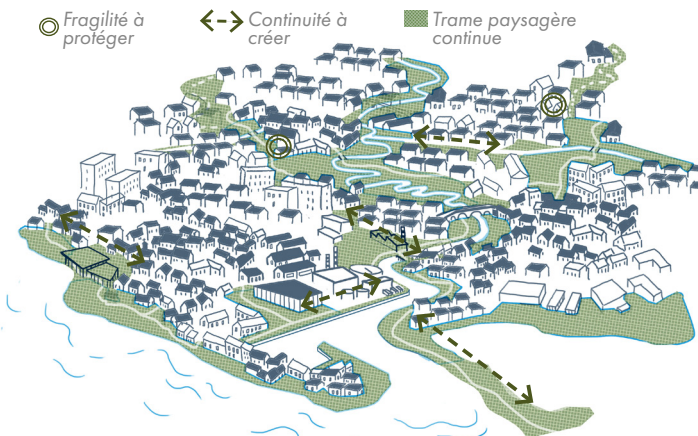 Fragilité à
protéger
Continuité à
créer
Trame paysagère
continue